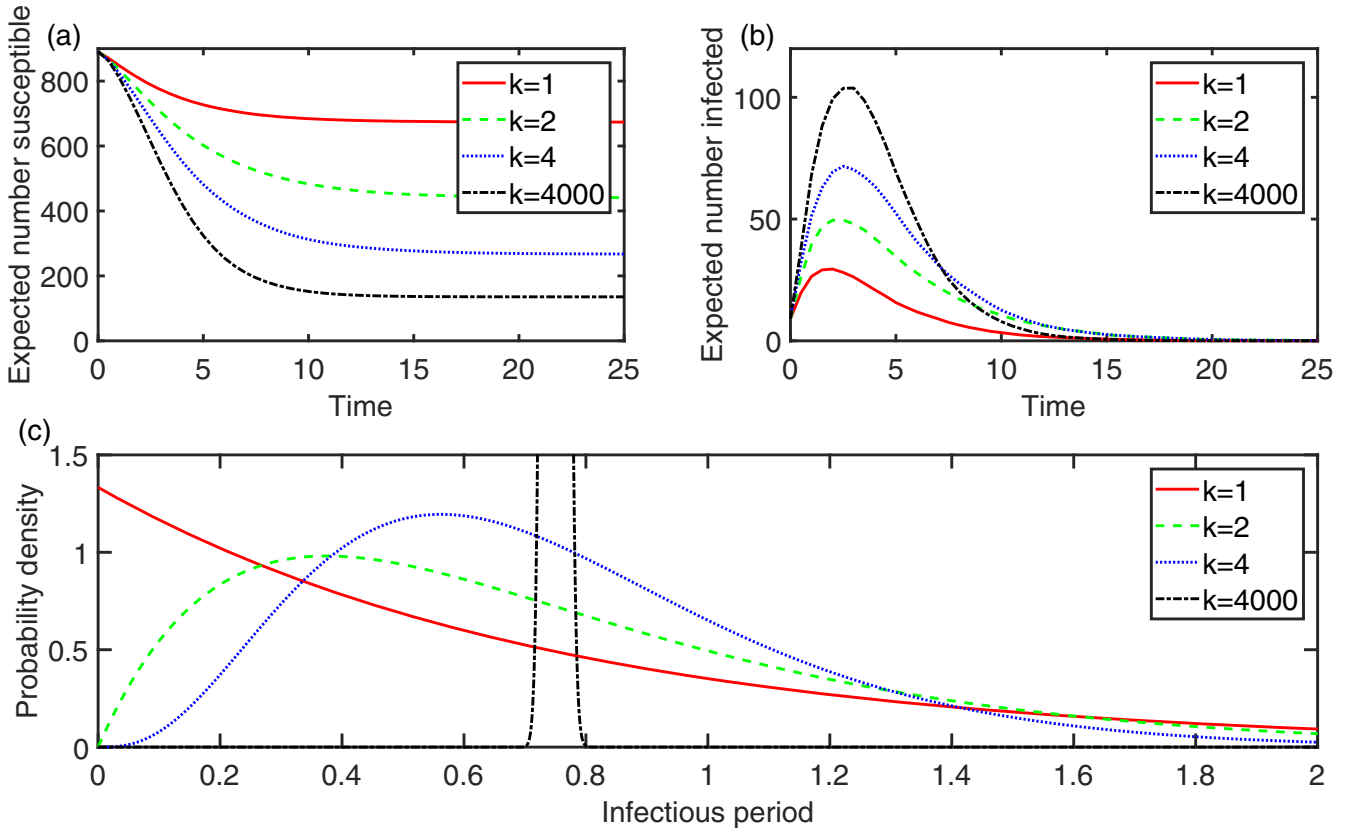 (a)
Expected number susceptible
800
600
400
200
0
0 5 10 15 20 25
Time
k=1
k=2
k=4
k=4000
(b)
Expected number infected
100
50
0
0 5 10 15 20 25
Time
k=1
k=2
k=4
k=4000
(c)
Probability density
1.5
1
0.5
0
0 0.2 0.4 0.6 0.8 1 1.2 1.4 1.6 1.8 2
Infectious period
k=1
k=2
k=4
k=4000